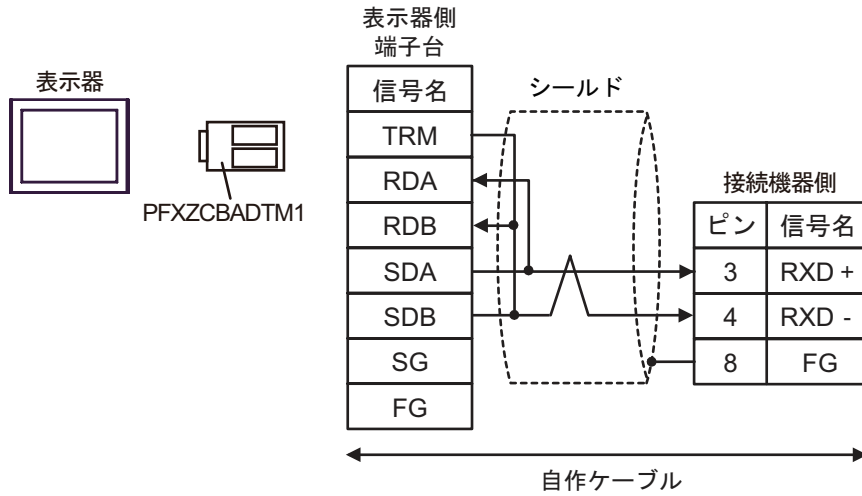 表示器側
端子台
表示器
PFXZCBADTM1
信号名
TRM
RDA
RDB
SDA
SDB
SG
FG
シールド
接続機器側
ピン 信号名
3 RXD +
4 RXD -
8 FG
自作ケーブル